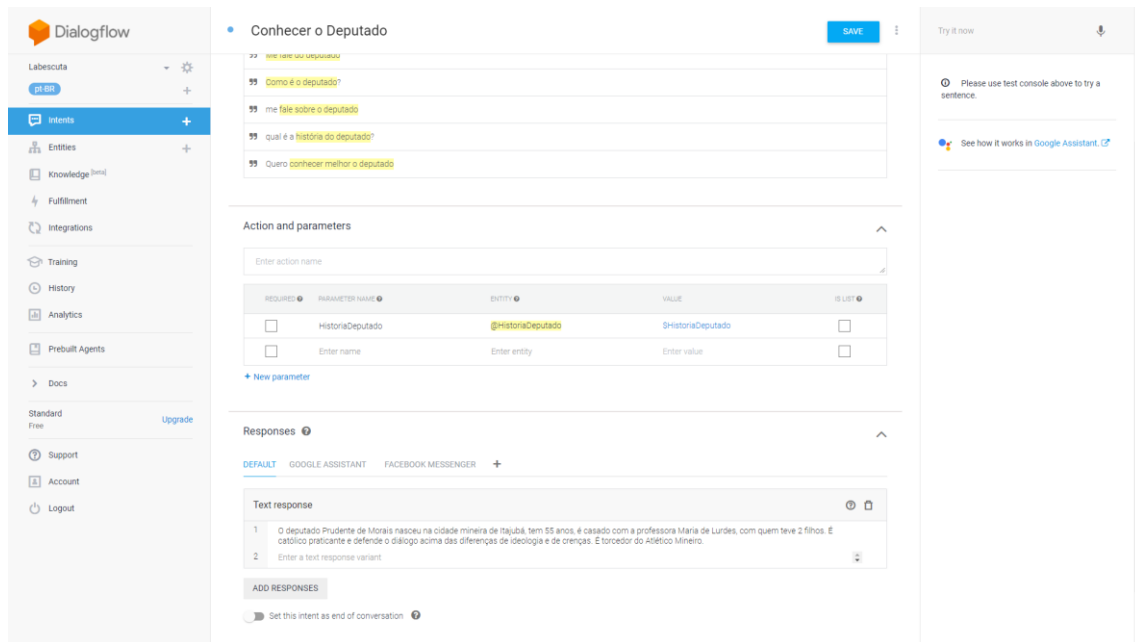 Dialogflow
Labescuta
pt-BR
Intents
Entities
Knowledge [beta]
Fulfillment
Integrations
Training
History
Analytics
Prebuilt Agents
Docs
Standard
Free
Upgrade
Support
Account
Logout
Conhecer o Deputado
SAVE
Me fale do deputado
Como é o deputado?
me fale sobre o deputado
qual é a história do deputado?
Quero conhecer melhor o deputado
Action and parameters
Enter action name
REQUIRED PARAMETER NAME ENTITY VALUE IS LIST
HistoriaDeputado @HistoriaDeputado $HistoriaDeputado
Enter name Enter entity Enter value
+ New parameter
Responses
DEFAULT GOOGLE ASSISTANT FACEBOOK MESSENGER +
Text response
1 O deputado Prudente de Morais nasceu na cidade mineira de Itajubá, tem 55 anos, é casado com a professora Maria de Lurdes, com quem teve 2 filhos. É
católico praticante e defende o diálogo acima das diferenças de ideologia e de crenças. É torcedor do Atlético Mineiro.
2 Enter a text response variant
ADD RESPONSES
Set this intent as end of conversation
Try it now
Please use test console above to try a
sentence.
See how it works in Google Assistant.